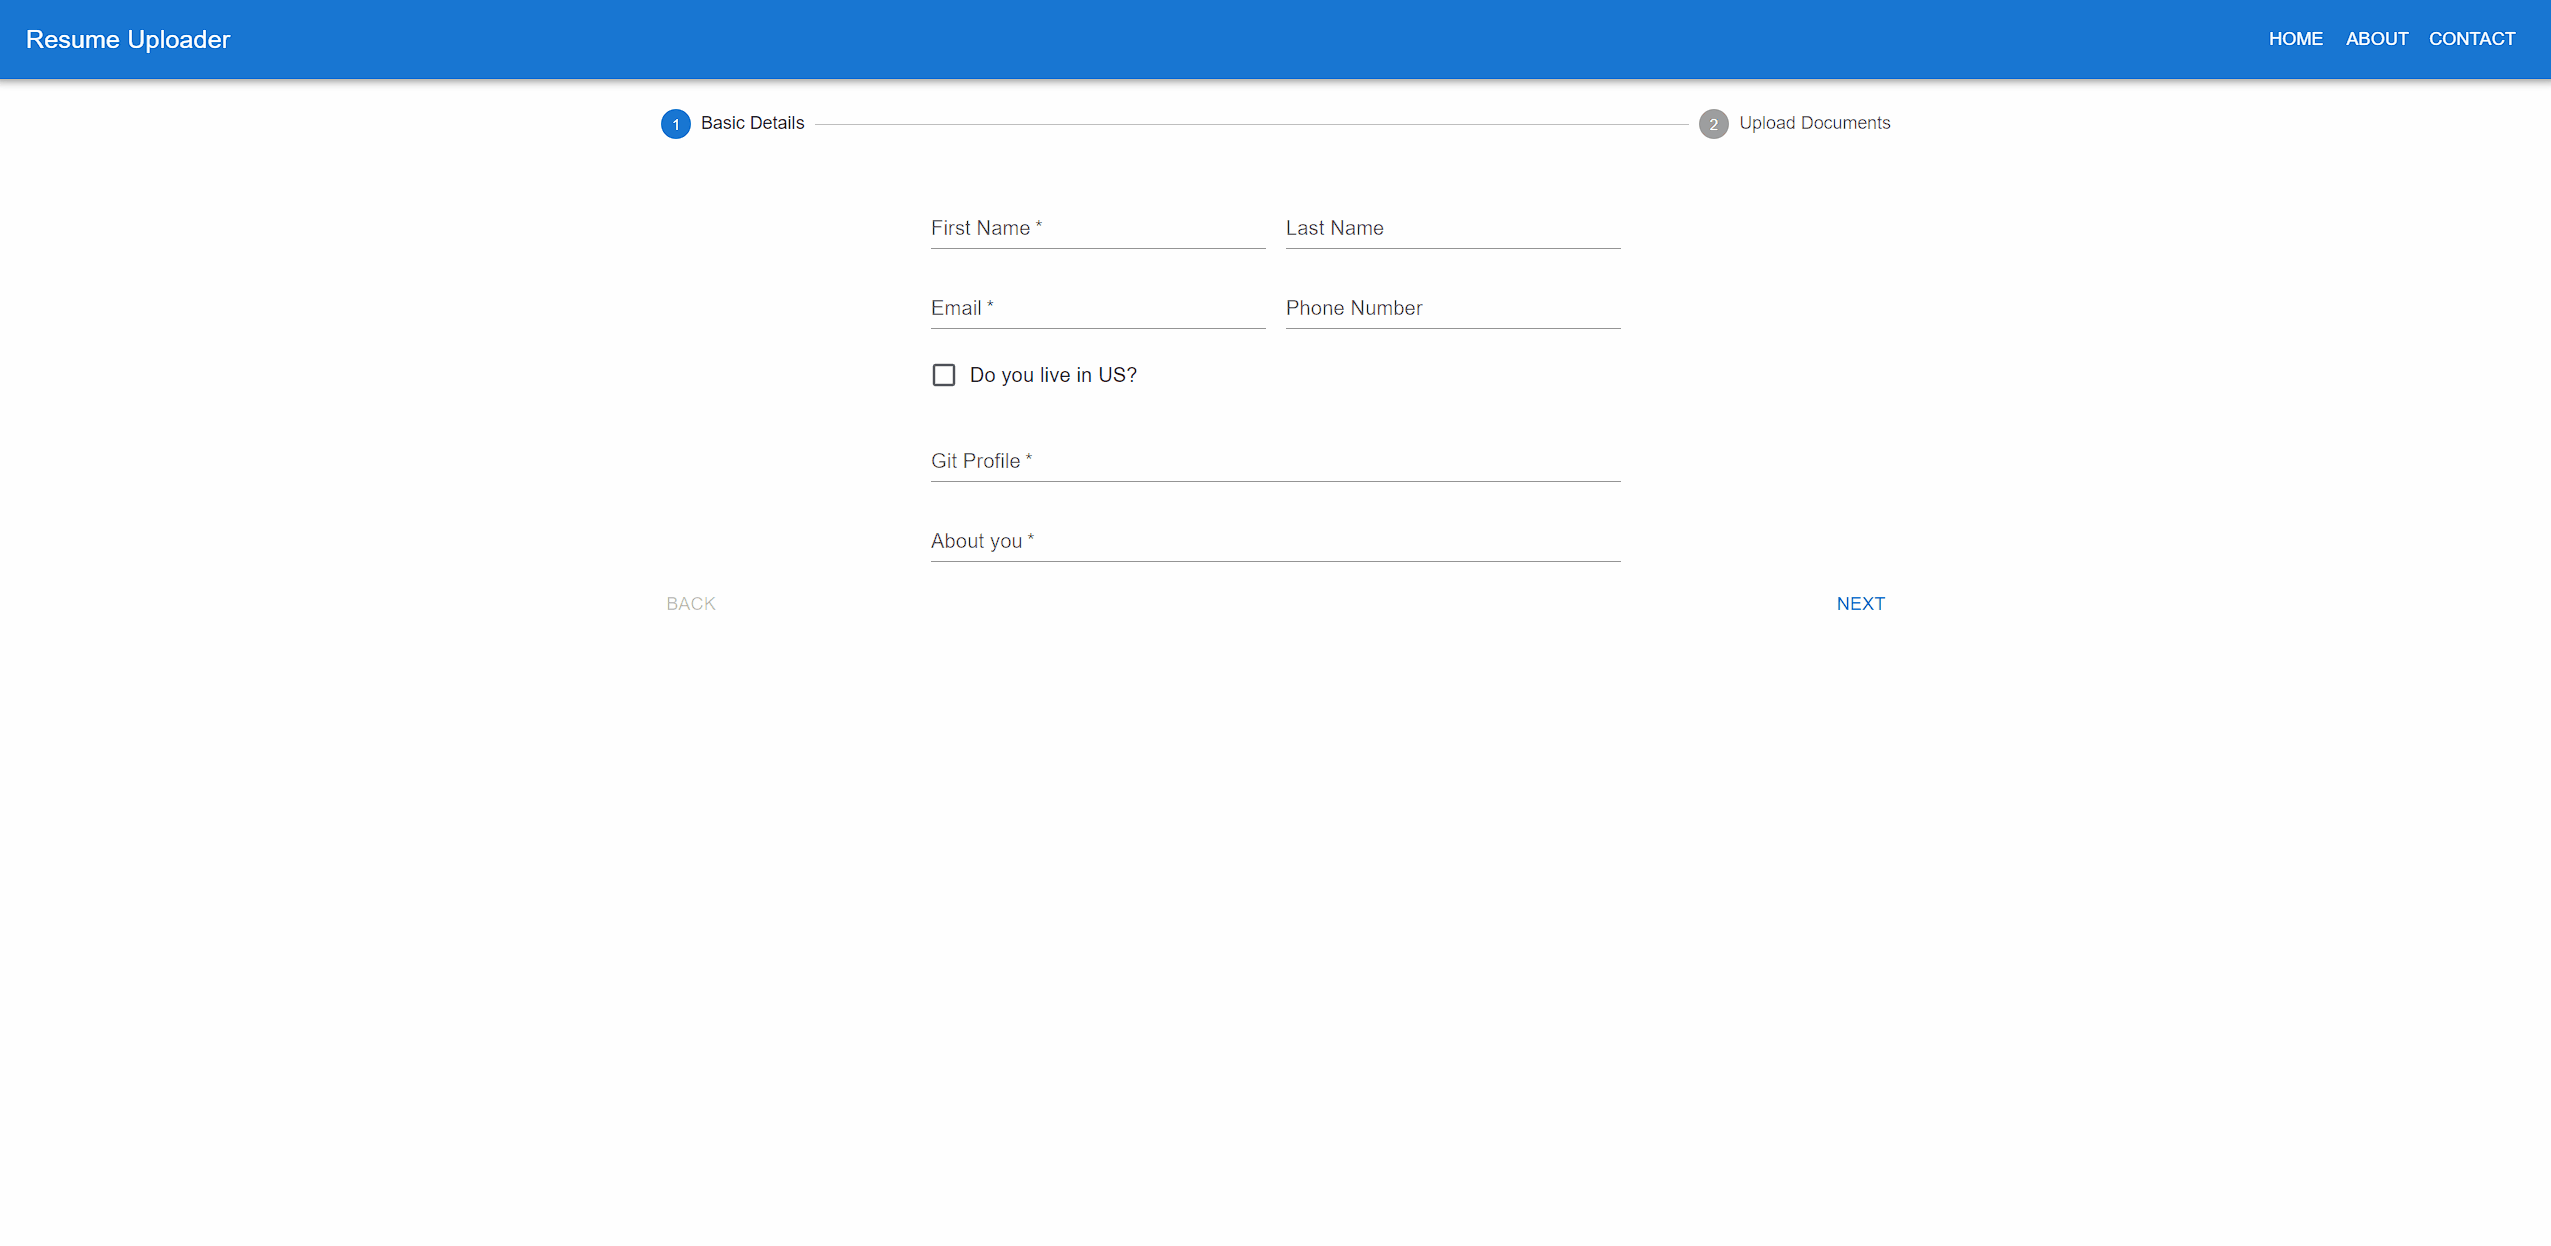 Resume Uploader HOME ABOUT CONTACT
1 Basic Details 2 Upload Documents
First Name * Last Name
Email * Phone Number
Do you live in US?
Git Profile *
About you *
BACK NEXT